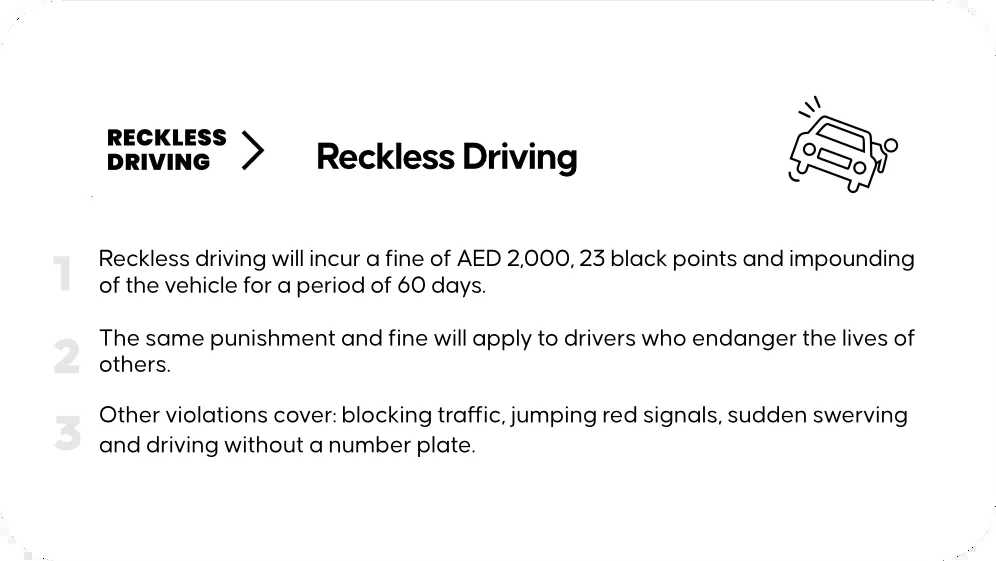 RECKLESS
DRIVING
Reckless Driving
1
Reckless driving will incur a fine of AED 2,000, 23 black points and impounding
of the vehicle for a period of 60 days.
2
The same punishment and fine will apply to drivers who endanger the lives of
others.
3
Other violations cover: blocking traffic, jumping red signals, sudden swerving
and driving without a number plate.